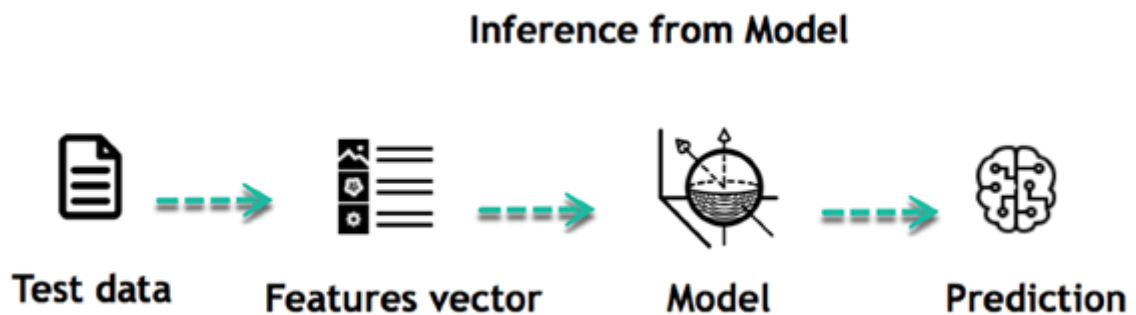 Inference from Model
Test data
Features vector
Model
Prediction